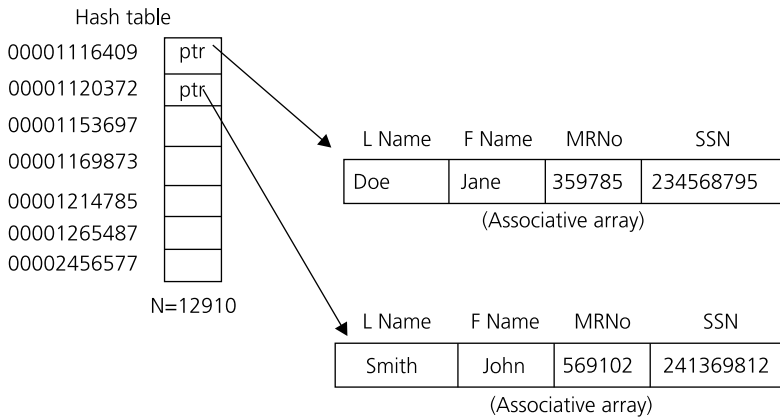 Hash table
00001116409 ptr
00001120372 ptr
00001153697
00001169873
00001214785
00001265487
00002456577
N=12910
L Name F Name MRNo SSN
Doe Jane 359785 234568795
(Associative array)
L Name F Name MRNo SSN
Smith John 569102 241369812
(Associative array)